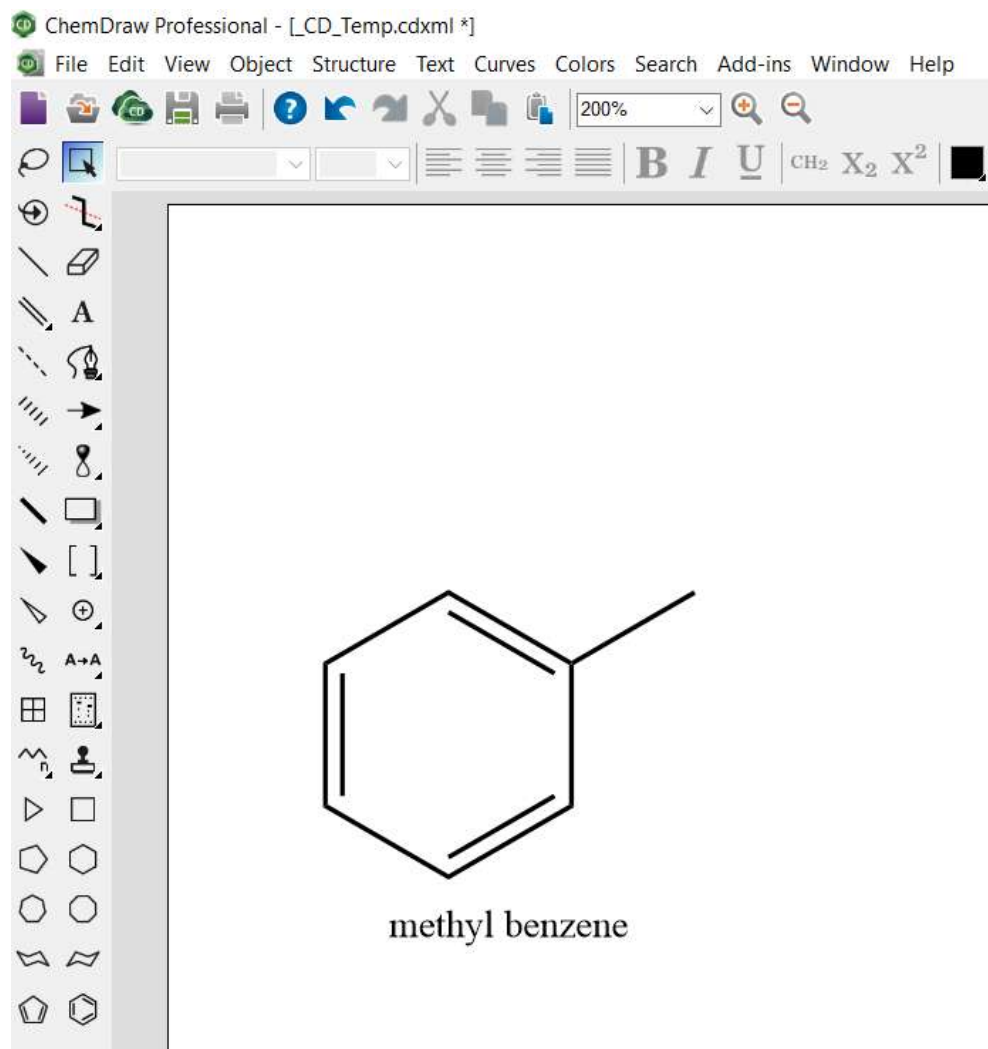 ChemDraw Professional - [_CD_Temp.cdxml *]
File Edit View Object Structure Text Curves Colors Search Add-ins Window Help
CD 200%
B I U CH₂ X₂ X²
A
A→A
n
methyl benzene